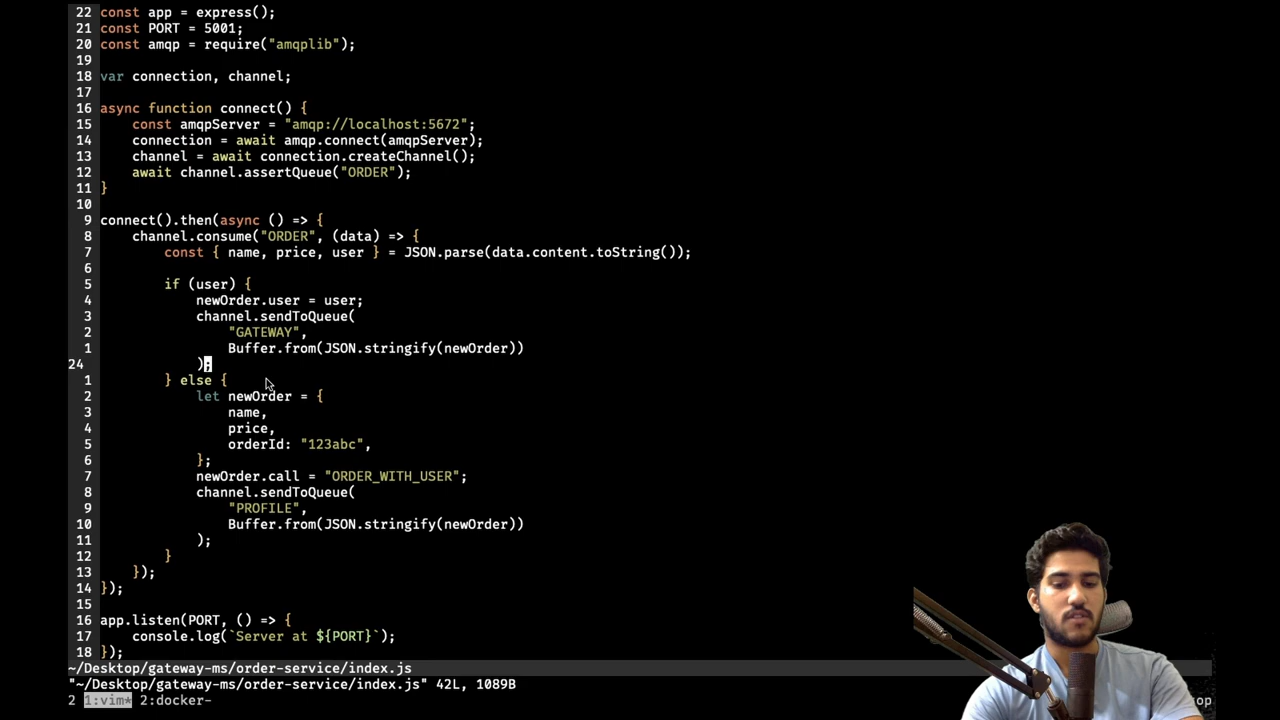 22 const app = express();
21 const PORT = 5001;
20 const amqp = require("amqplib");
19
18 var connection, channel;
17
16 async function connect() {
15     const amqpServer = "amqp://localhost:5672";
14     connection = await amqp.connect(amqpServer);
13     channel = await connection.createChannel();
12     await channel.assertQueue("ORDER");
11 }
10
9 connect().then(async () => {
8     channel.consume("ORDER", (data) => {
7         const { name, price, user } = JSON.parse(data.content.toString());
6
5         if (user) {
4             newOrder.user = user;
3             channel.sendToQueue(
2                 "GATEWAY",
1                 Buffer.from(JSON.stringify(newOrder))
24             );
1         } else {
2             let newOrder = {
3                 name,
4                 price,
5                 orderId: "123abc",
6             };
7             newOrder.call = "ORDER_WITH_USER";
8             channel.sendToQueue(
9                 "PROFILE",
10                 Buffer.from(JSON.stringify(newOrder))
11             );
12         }
13     });
14 });
15
16 app.listen(PORT, () => {
17     console.log(`Server at ${PORT}`);
18 });
~/Desktop/gateway-ms/order-service/index.js
"~/Desktop/gateway-ms/order-service/index.js" 42L, 1089B
2 1:vim* 2:docker-